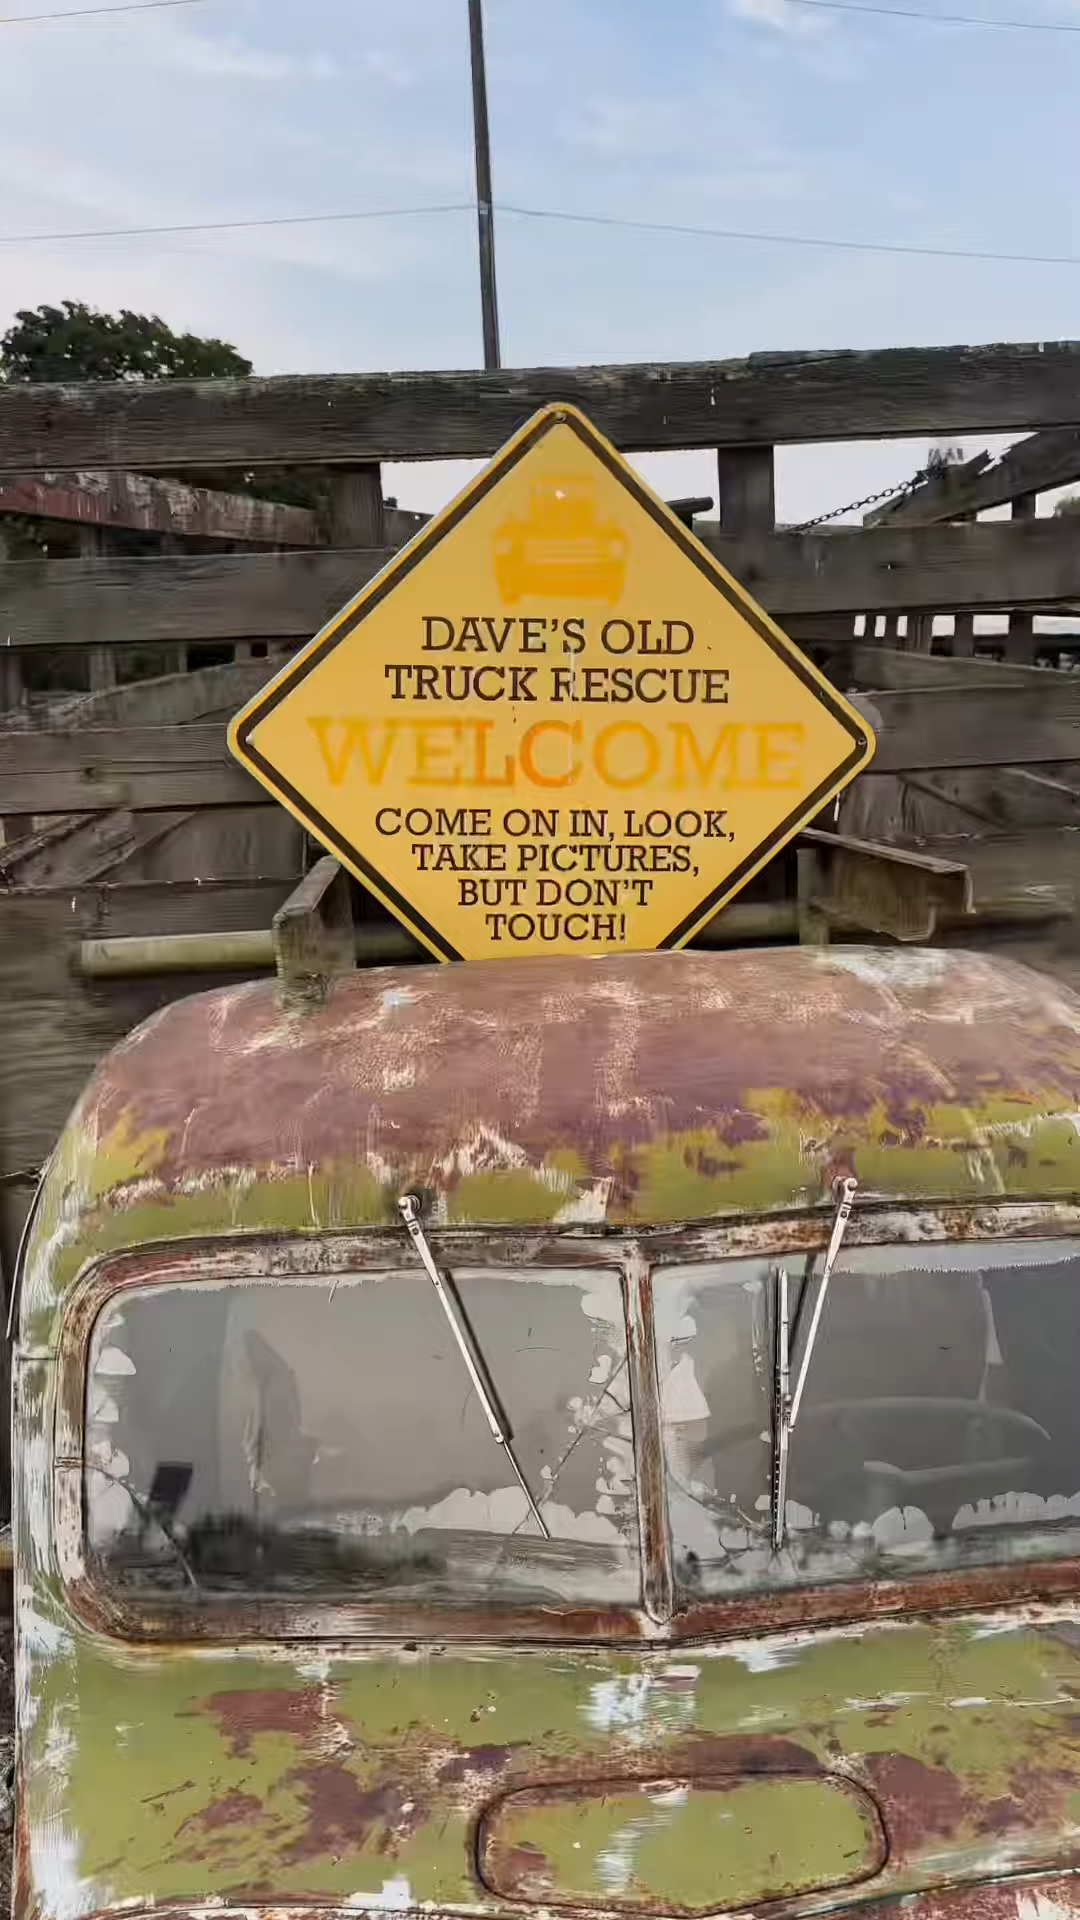 DAVE'S OLD
TRUCK RESCUE
WELCOME
COME ON IN, LOOK,
TAKE PICTURES,
BUT DON'T
TOUCH!